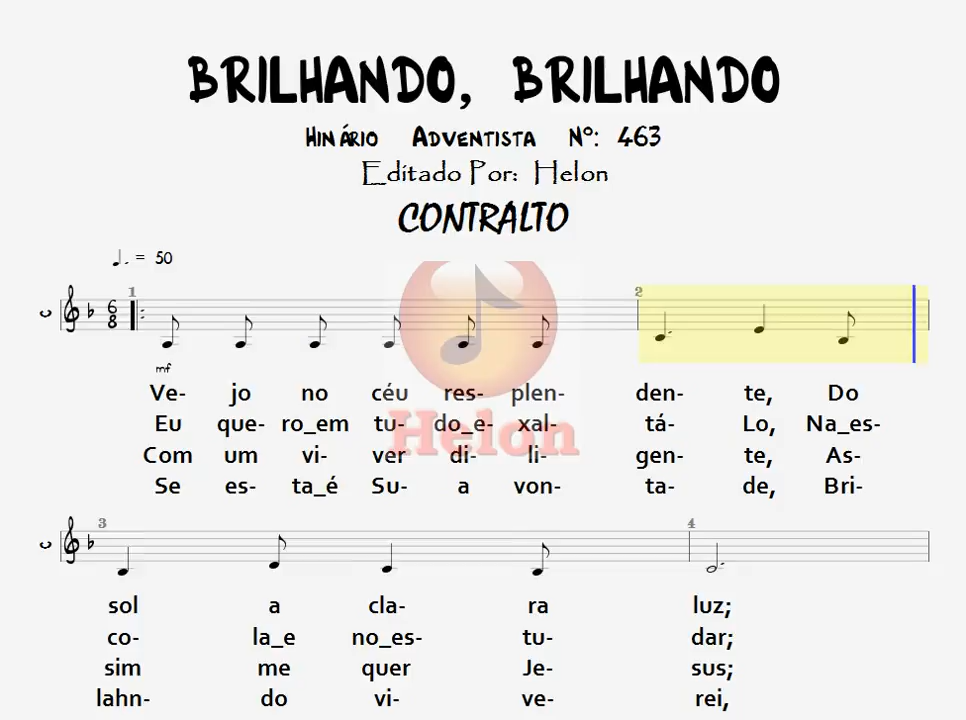 BRILHANDO, BRILHANDO
HINÁRIO ADVENTISTA Nº: 463
Editado Por: Helon
CONTRALTO
= 50
1 2
6
8
mf
Ve- jo no céu res- plen- den- te, Do
Eu que- ro_em tu- do_e- xal- tá- Lo, Na_es-
Com um vi- ver di- li- gen- te, As-
Se es- ta_é Su- a von- ta- de, Bri-
Helon
3 4
sol a cla- ra luz;
co- la_e no_es- tu- dar;
sim me quer Je- sus;
lahn- do vi- ve- rei,